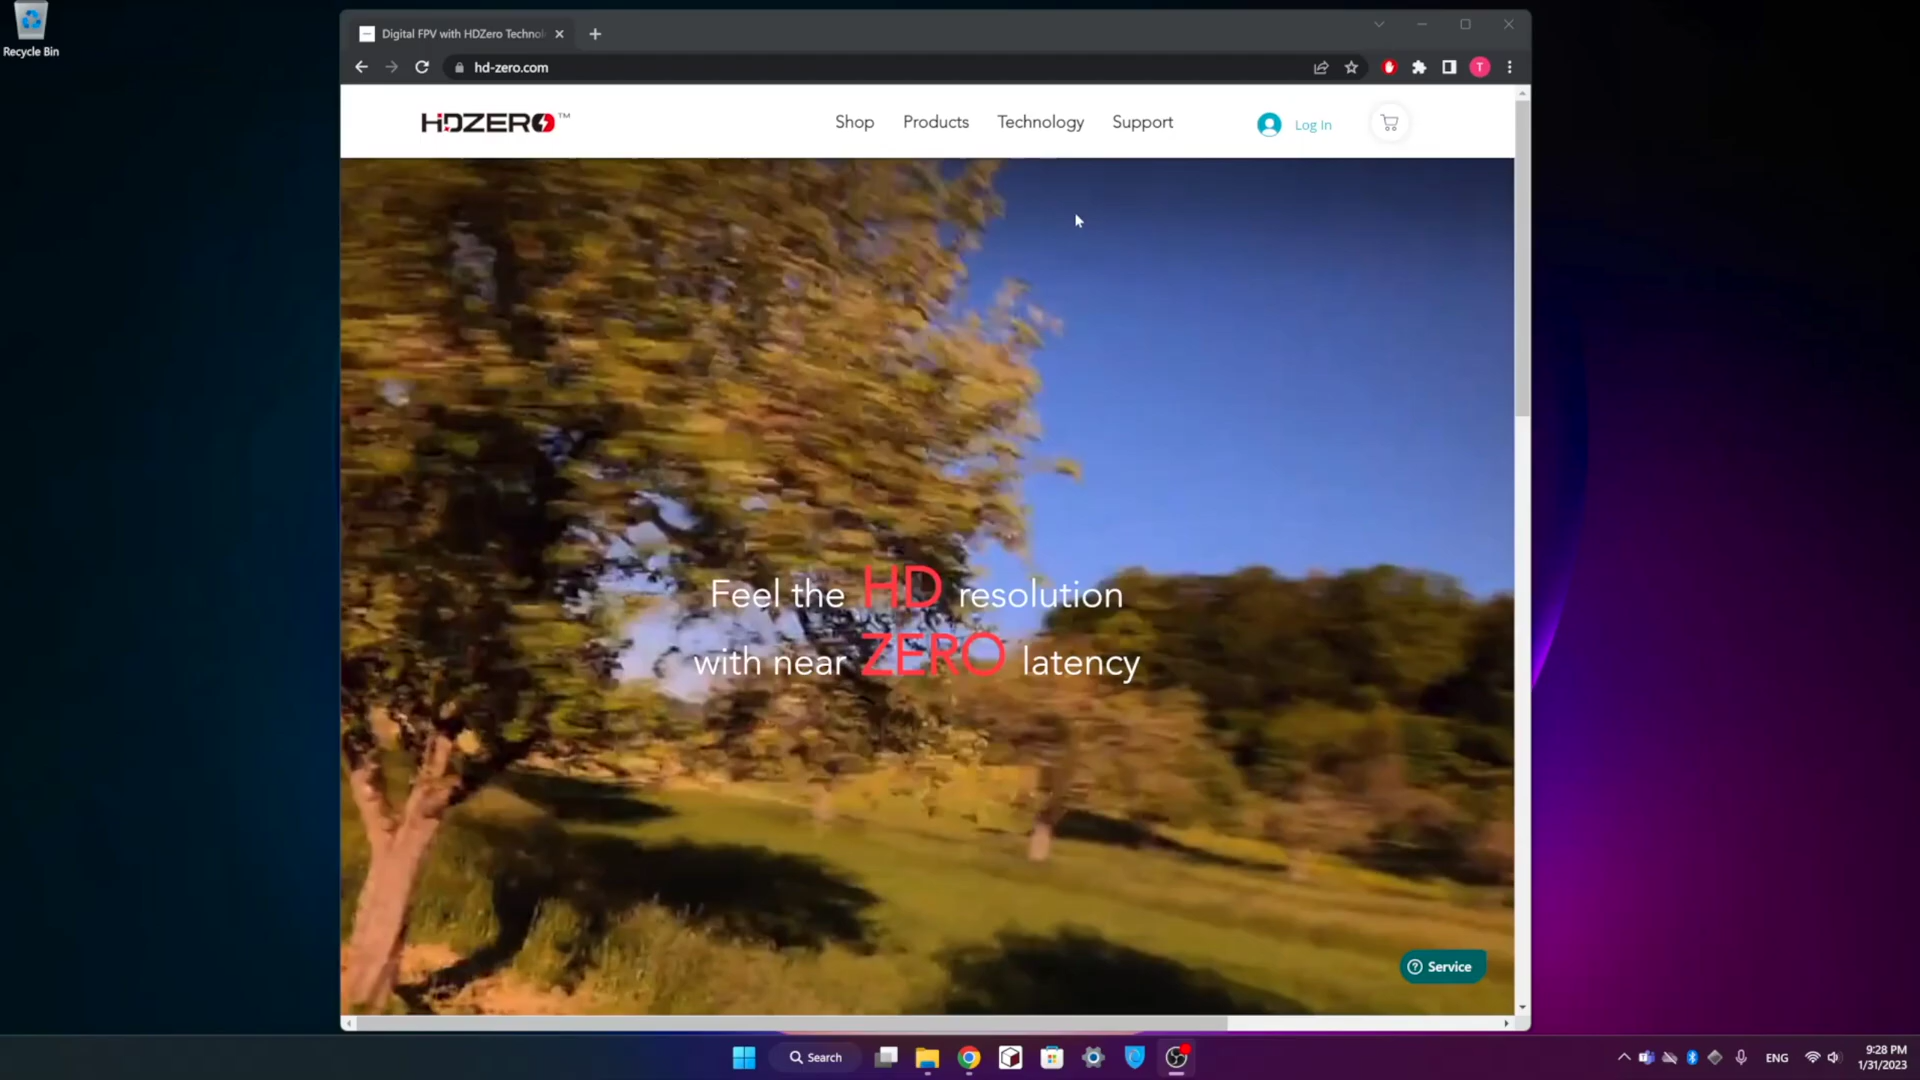 Recycle Bin
Digital FPV with HDZero Technol
hd-zero.com
T
HDZERO™
Shop
Products
Technology
Support
Log In
Feel the HD resolution
with near ZERO latency
Service
Search
ENG
9:28 PM
1/31/2023